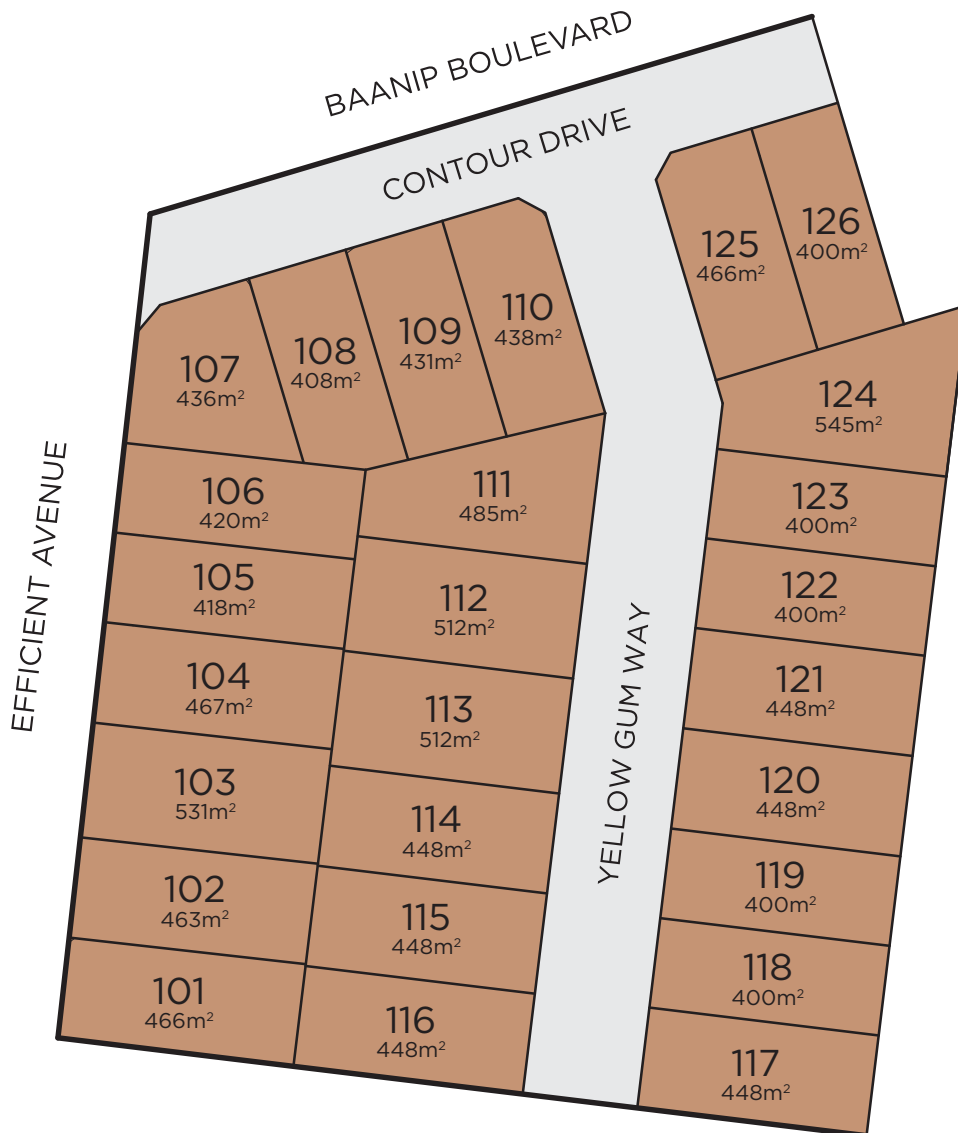 BAANIP BOULEVARD
CONTOUR DRIVE
EFFICIENT AVENUE
YELLOW GUM WAY
107
436m²
108
408m²
109
431m²
110
438m²
125
466m²
126
400m²
106
420m²
105
418m²
104
467m²
103
531m²
102
463m²
101
466m²
111
485m²
112
512m²
113
512m²
114
448m²
115
448m²
116
448m²
124
545m²
123
400m²
122
400m²
121
448m²
120
448m²
119
400m²
118
400m²
117
448m²